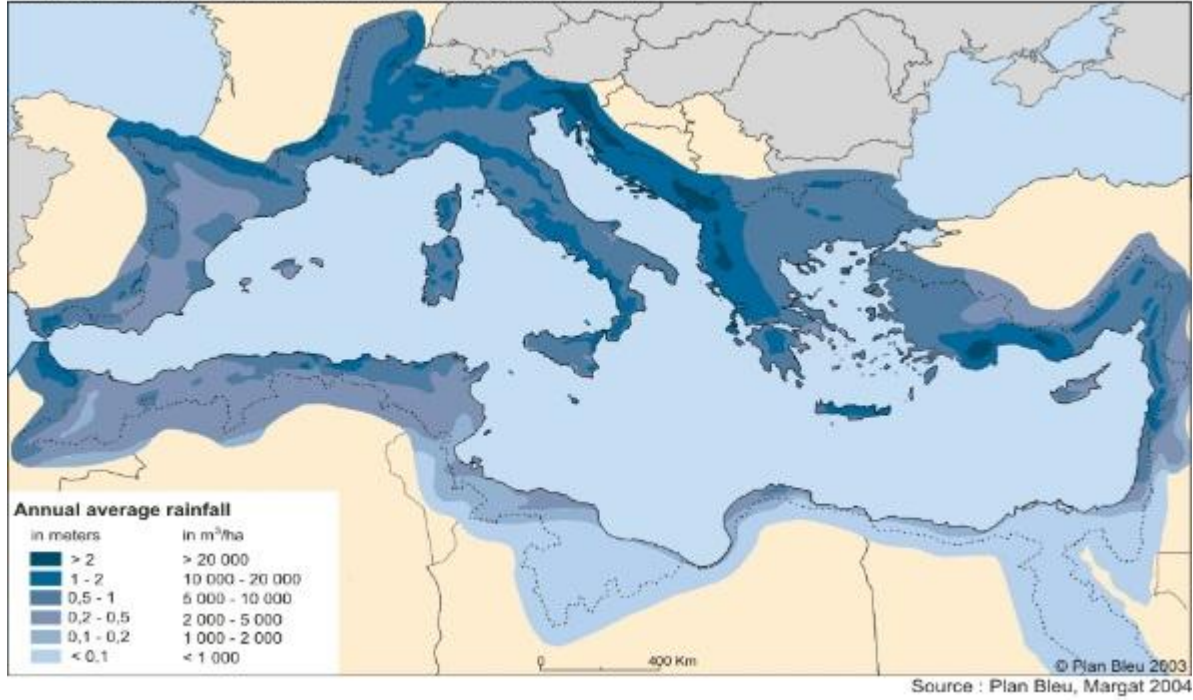 Annual average rainfall
in meters in m³/ha
> 2 > 20 000
1 - 2 10 000 - 20 000
0,5 - 1 5 000 - 10 000
0,2 - 0,5 2 000 - 5 000
0,1 - 0,2 1 000 - 2 000
< 0,1 < 1 000
0 400 Km
© Plan Bleu 2003
Source : Plan Bleu, Margat 2004